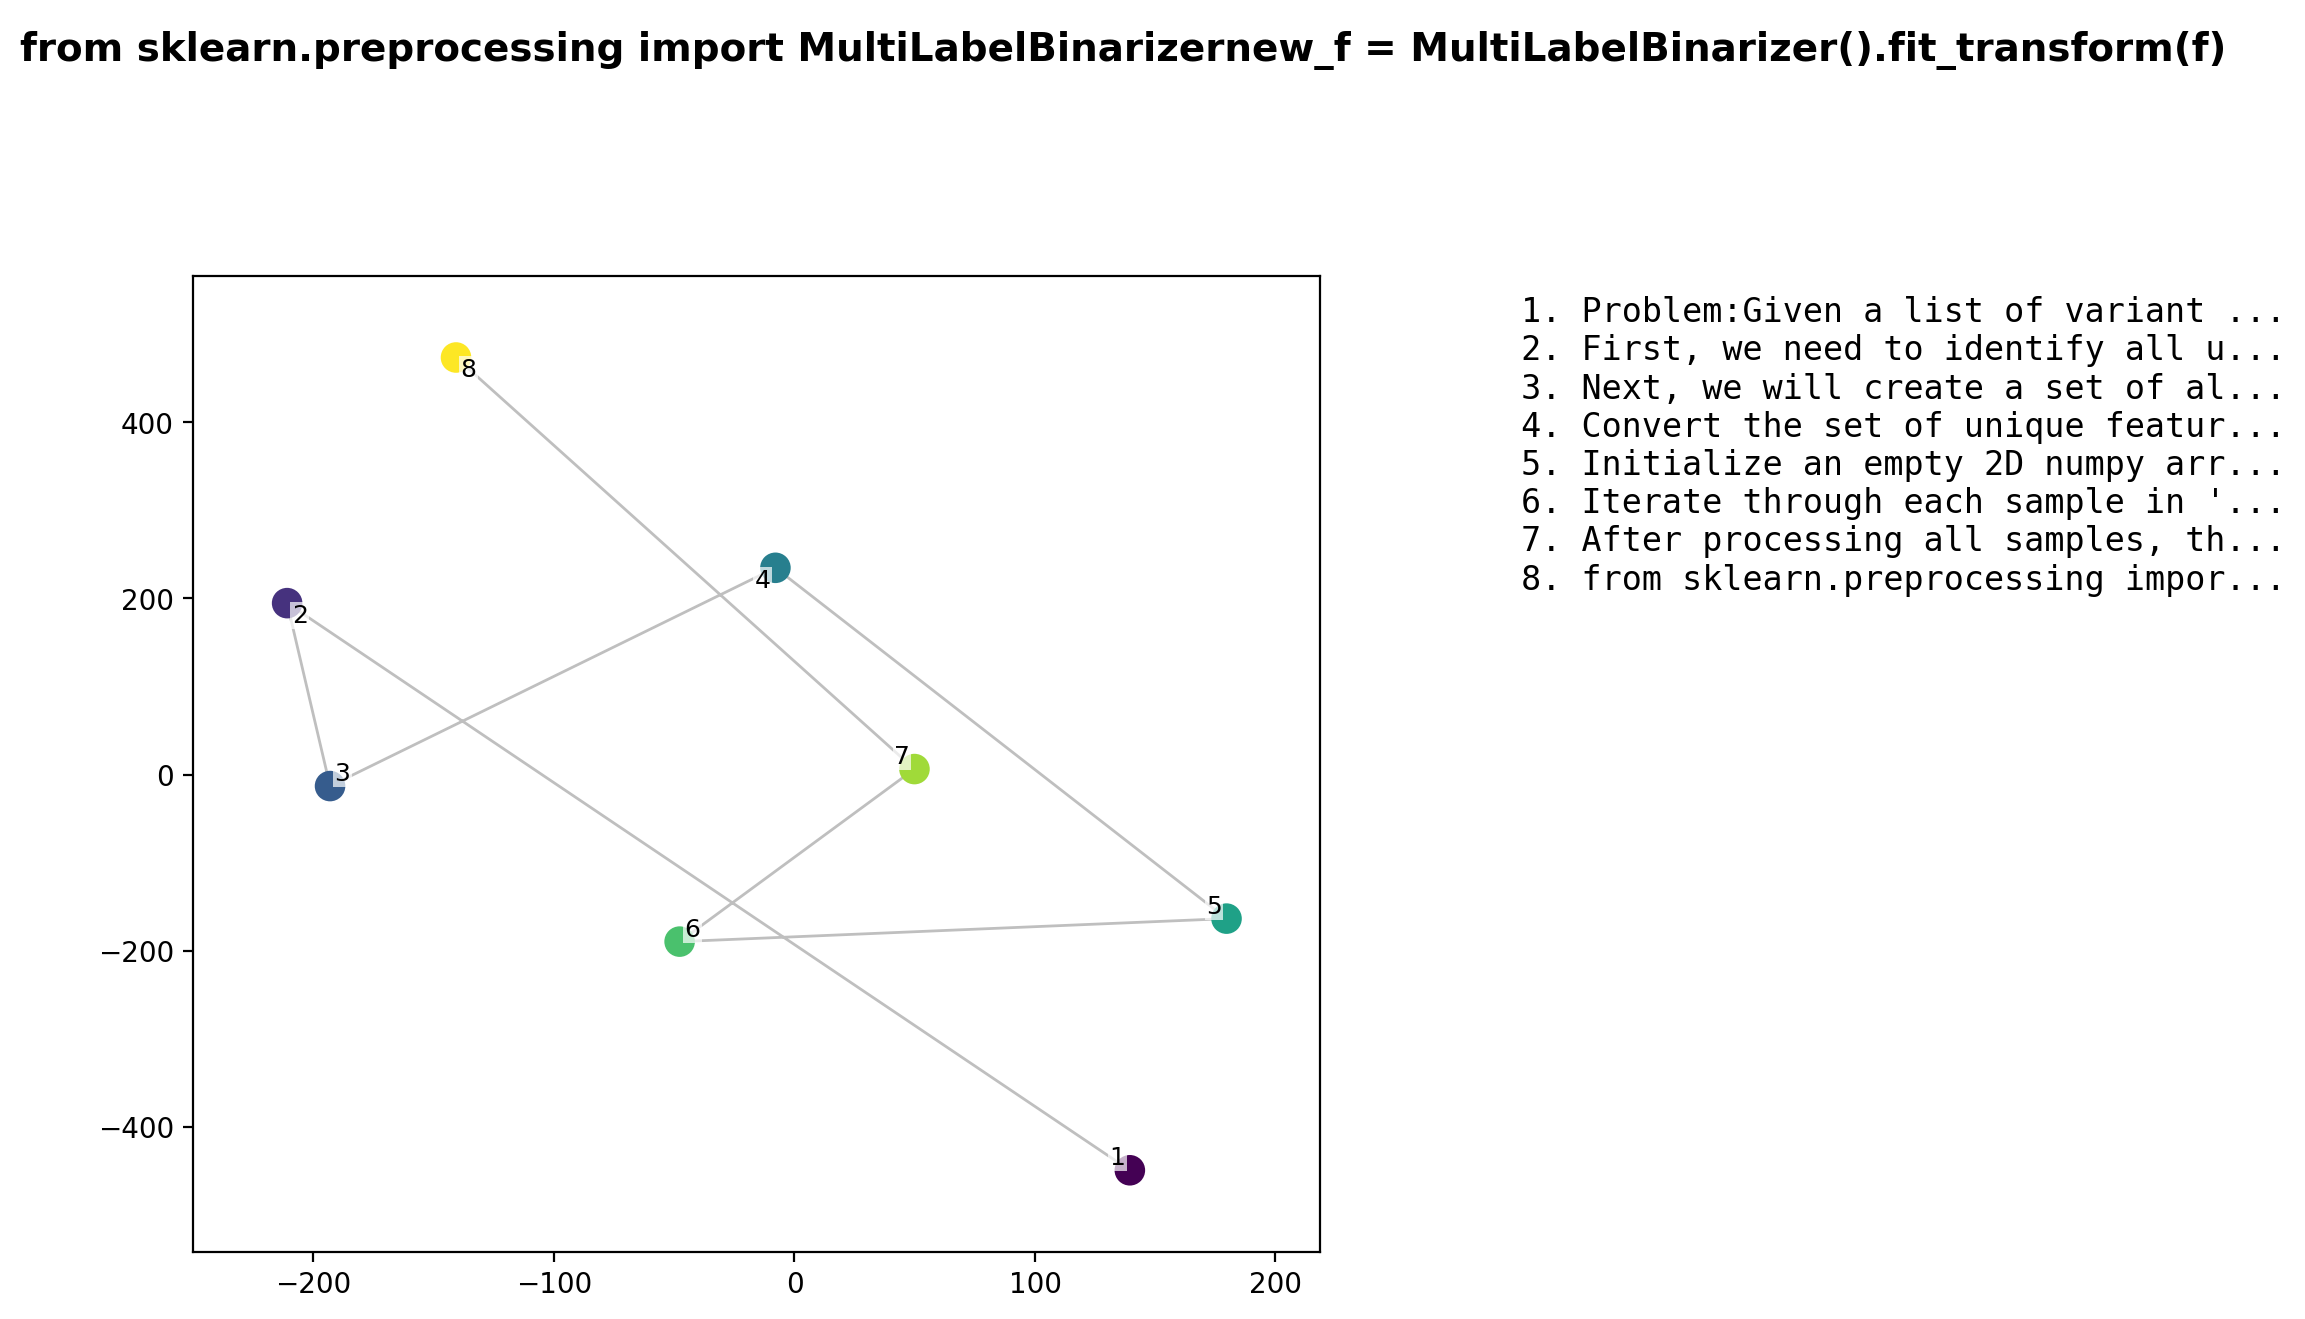 from sklearn.preprocessing import MultiLabelBinarizernew_f = MultiLabelBinarizer().fit_transform(f)
1. Problem:Given a list of variant ...
2. First, we need to identify all u...
3. Next, we will create a set of al...
4. Convert the set of unique featur...
5. Initialize an empty 2D numpy arr...
6. Iterate through each sample in '...
7. After processing all samples, th...
8. from sklearn.preprocessing impor...
8
400
4
200
2
7
0
3
5
6
−200
1
−400
−200
−100
0
100
200